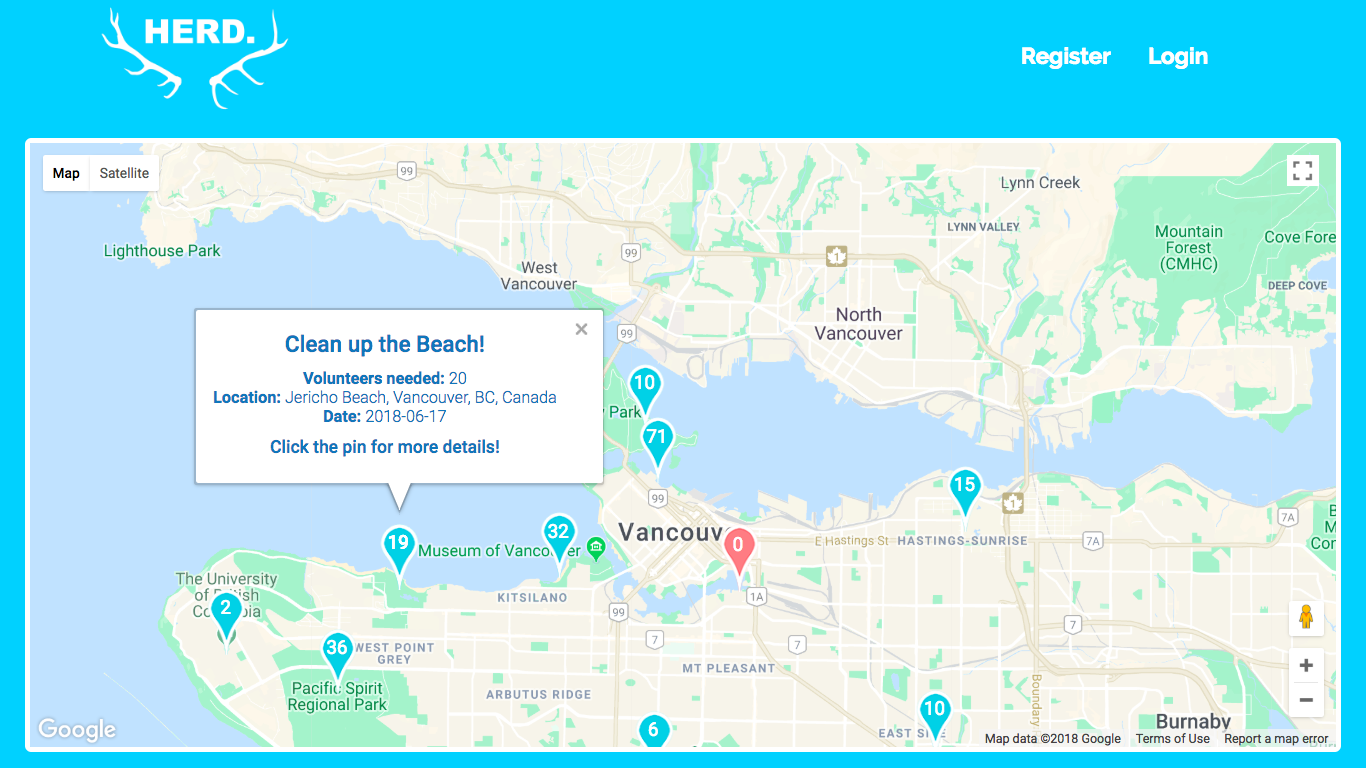 HERD.
Register
Login
Map
Satellite
99
Lynn Creek
LYNN VALLEY
Lighthouse Park
Mountain
Forest
(CMHC)
Cove Fore
99
1
West
Vancouver
DEEP COVE
North
Vancouver
99
Clean up the Beach!
Volunteers needed: 20
Location: Jericho Beach, Vancouver, BC, Canada
Date: 2018-06-17
Click the pin for more details!
10
y Park
71
15
99
1
7A
Vancouv
0
32
19
Museum of Vancouver
E Hastings St
HASTINGS-SUNRISE
7A
B
Mou
Con
The University
of British
Columbia
2
KITSILANO
1A
99
7
7
7
36
WEST POINT
GREY
MT PLEASANT
Pacific Spirit
Regional Park
ARBUTUS RIDGE
Boundary
10
6
EAST SI
Burnaby
Google
Map data ©2018 Google
Terms of Use
Report a map error